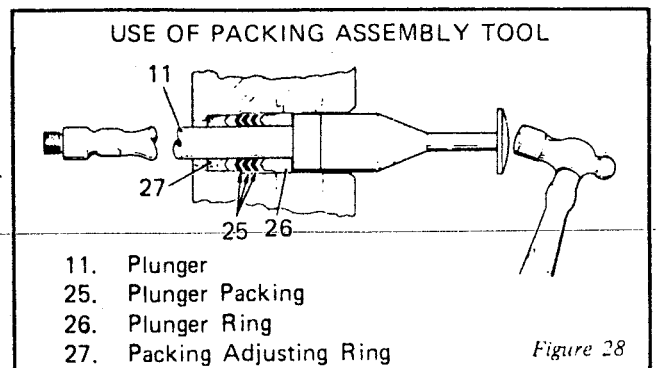 USE OF PACKING ASSEMBLY TOOL
11
27
25 26
11. Plunger
25. Plunger Packing
26. Plunger Ring
27. Packing Adjusting Ring
Figure 28